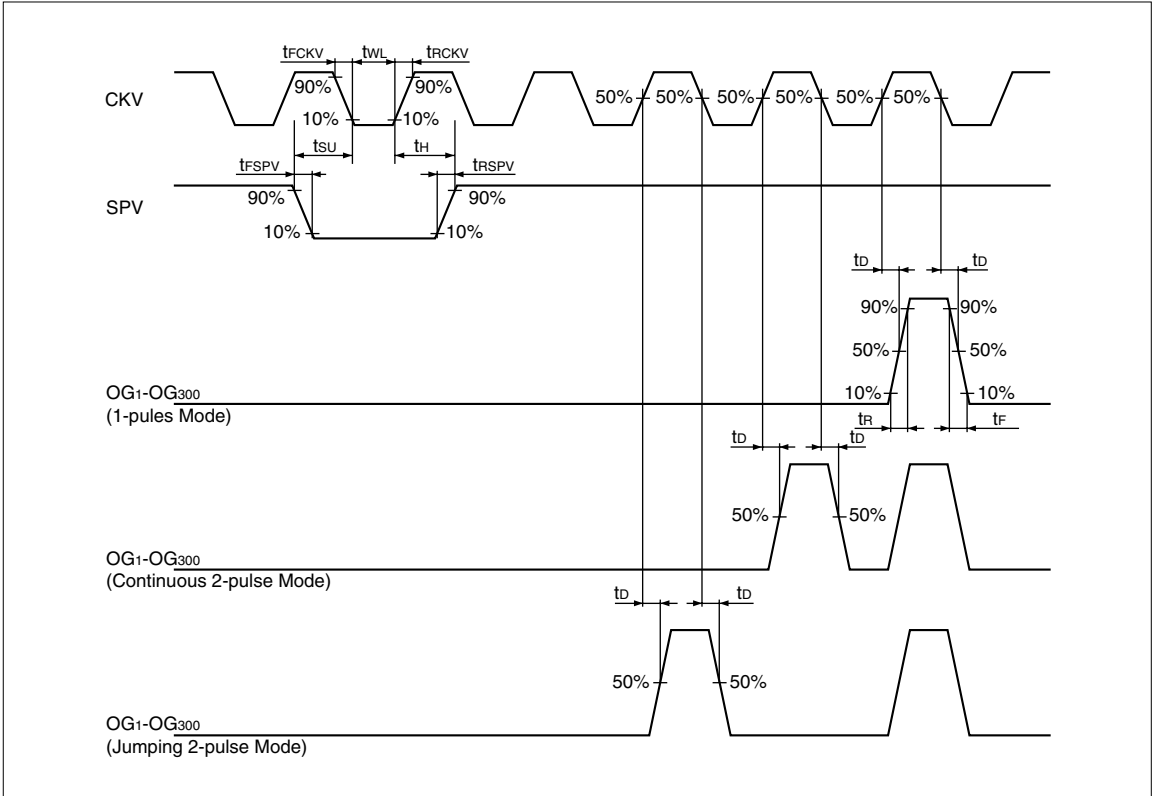 tFCKV tWL tRCKV
CKV
90% 90% 50% 50% 50% 50% 50% 50%
10% 10%
tSU tH
tFSPV tRSPV
SPV
90% 90%
10% 10%
tD tD
90% 90%
50% 50%
10% 10%
OG1-OG300
(1-pules Mode)
tR tF
tD tD
50% 50%
OG1-OG300
(Continuous 2-pulse Mode)
tD tD
50% 50%
OG1-OG300
(Jumping 2-pulse Mode)